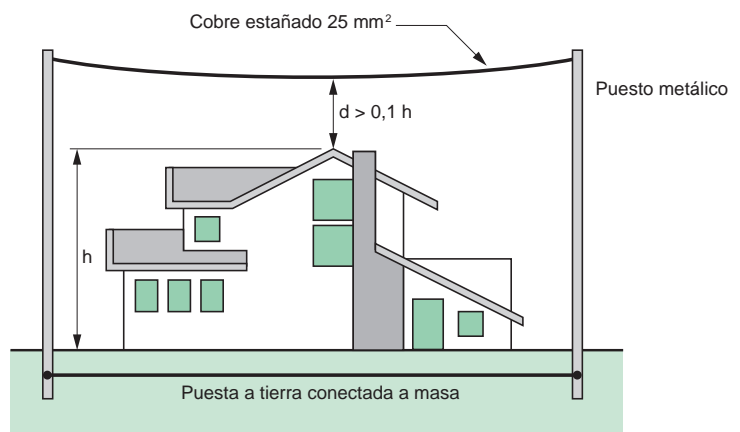 Cobre estañado 25 mm²
Puesto metálico
d > 0,1 h
h
Puesta a tierra conectada a masa